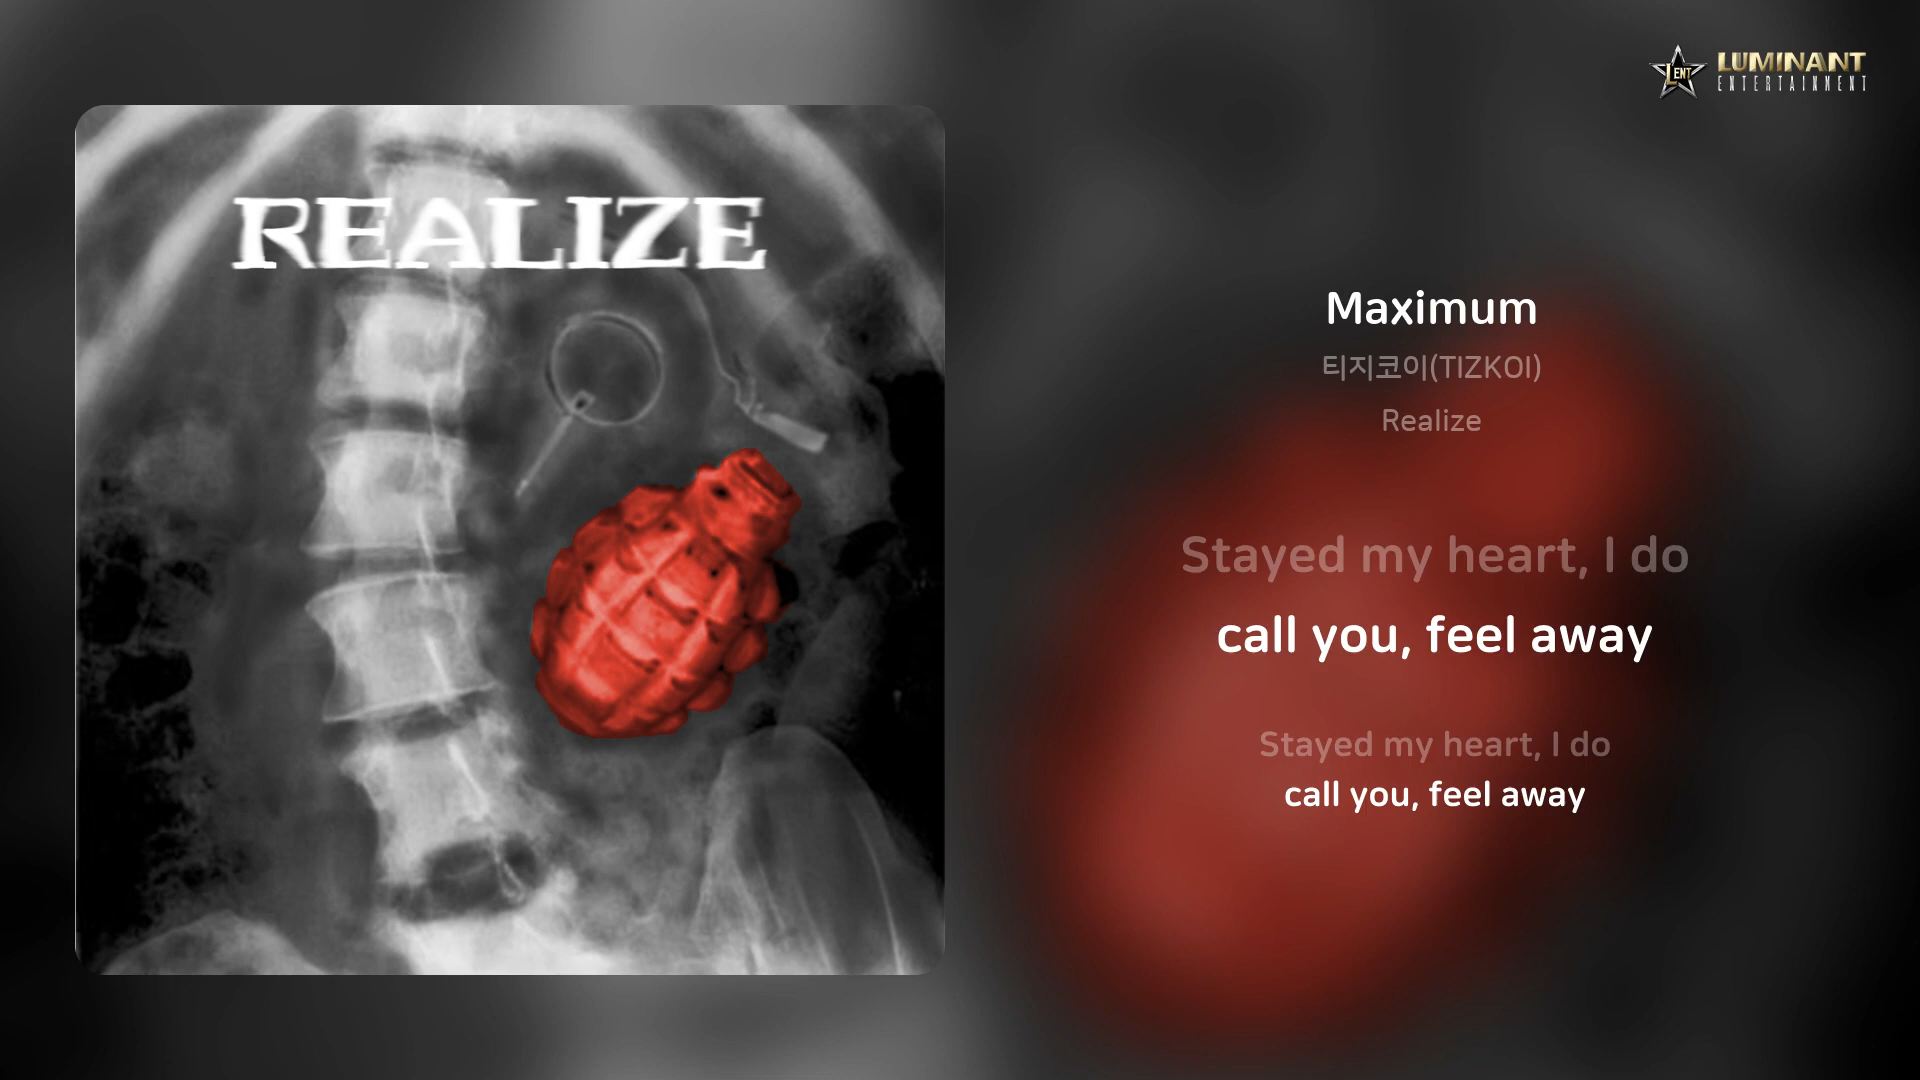 REALIZE
LENT
LUMINANT
ENTERTAINMENT
Maximum
티지코이(TIZKOI)
Realize
Stayed my heart, I do
call you, feel away
Stayed my heart, I do
call you, feel away